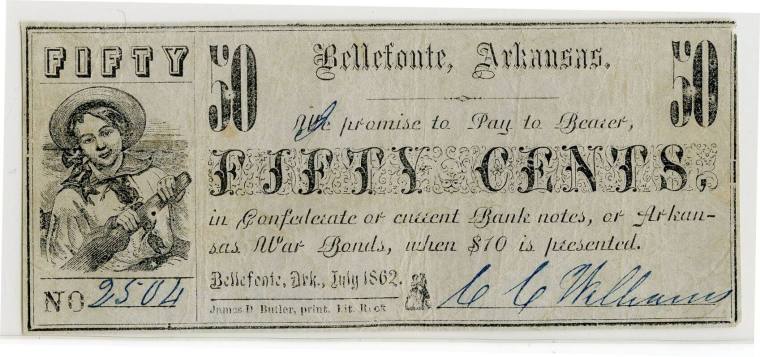 FIFTY
50
Bellefonte, Arkansas.
50
We promise to Pay to Bearer,
FIFTY CENTS,
in Confederate or current Bank notes, or Arkan-
sas War Bonds, when $10 is presented.
Bellefonte, Ark., July 1862.
NO 2504
James D Butler, print. Lit. Rock
C C Williams